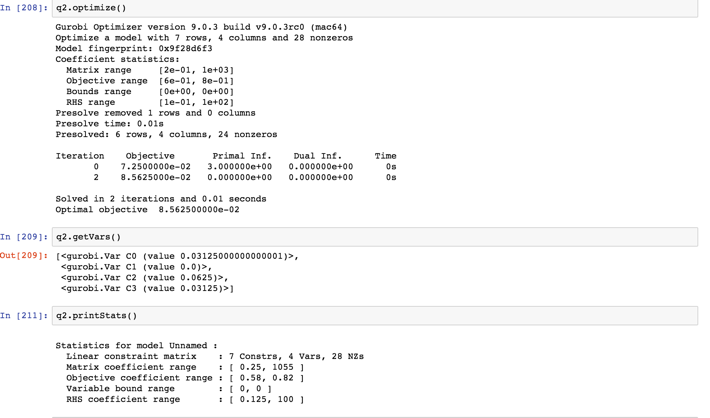 In [208]: q2.optimize()
Gurobi Optimizer version 9.0.3 build v9.0.3rc0 (mac64)
Optimize a model with 7 rows, 4 columns and 28 nonzeros
Model fingerprint: 0x9f28d6f3
Coefficient statistics:
  Matrix range     [2e-01, 1e+03]
  Objective range  [6e-01, 8e-01]
  Bounds range     [0e+00, 0e+00]
  RHS range        [1e-01, 1e+02]
Presolve removed 1 rows and 0 columns
Presolve time: 0.01s
Presolved: 6 rows, 4 columns, 24 nonzeros
Iteration    Objective       Primal Inf.    Dual Inf.      Time
       0    7.2500000e-02   3.000000e+00   0.000000e+00      0s
       2    8.5625000e-02   0.000000e+00   0.000000e+00      0s
Solved in 2 iterations and 0.01 seconds
Optimal objective  8.562500000e-02
In [209]: q2.getVars()
Out[209]: [<gurobi.Var C0 (value 0.03125000000000001)>,
 <gurobi.Var C1 (value 0.0)>,
 <gurobi.Var C2 (value 0.0625)>,
 <gurobi.Var C3 (value 0.03125)>]
In [211]: q2.printStats()
Statistics for model Unnamed :
  Linear constraint matrix    : 7 Constrs, 4 Vars, 28 NZs
  Matrix coefficient range    : [ 0.25, 1055 ]
  Objective coefficient range : [ 0.58, 0.82 ]
  Variable bound range        : [ 0, 0 ]
  RHS coefficient range       : [ 0.125, 100 ]